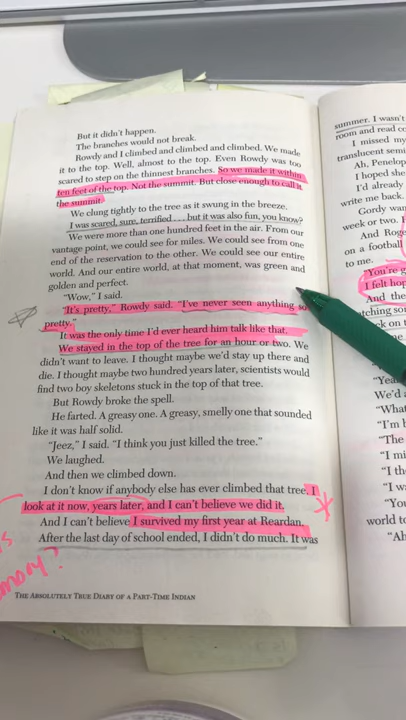 But it didn't happen.
The branches would not break.
Rowdy and I climbed and climbed and climbed. We made
it to the top. Well, almost to the top. Even Rowdy was too
scared to step on the thinnest branches. So we made it within
ten feet of the top. Not the summit. But close enough to call it
the summit.
We clung tightly to the tree as it swung in the breeze.
I was scared, sure, terrified . . . but it was also fun, you know?
We were more than one hundred feet in the air. From our
vantage point, we could see for miles. We could see from one
end of the reservation to the other. We could see our entire
world. And our entire world, at that moment, was green and
golden and perfect.
"Wow," I said.
"It's pretty," Rowdy said. "I've never seen anything so
pretty."
It was the only time I'd ever heard him talk like that.
We stayed in the top of the tree for an hour or two. We
didn't want to leave. I thought maybe we'd stay up there and
die. I thought maybe two hundred years later, scientists would
find two boy skeletons stuck in the top of that tree.
But Rowdy broke the spell.
He farted. A greasy one. A greasy, smelly one that sounded
like it was half solid.
"Jeez," I said. "I think you just killed the tree."
We laughed.
And then we climbed down.
I don't know if anybody else has ever climbed that tree. I
look at it now, years later, and I can't believe we did it.
And I can't believe I survived my first year at Reardan.
After the last day of school ended, I didn't do much. It was
THE ABSOLUTELY TRUE DIARY OF A PART-TIME INDIAN
summer. I wasn't
room and read co
I missed my
translucent semi
Ah, Penelop
I hoped she
I'd already
write me back.
Gordy wan
week or two.
And Rog
on a football
to me.
"You're g
I felt hop
And the
tching so
ck on t
"Yea
We'd
"What
"I'm
"The
"I mi
"I th
"I w
"You
world to
"Ah